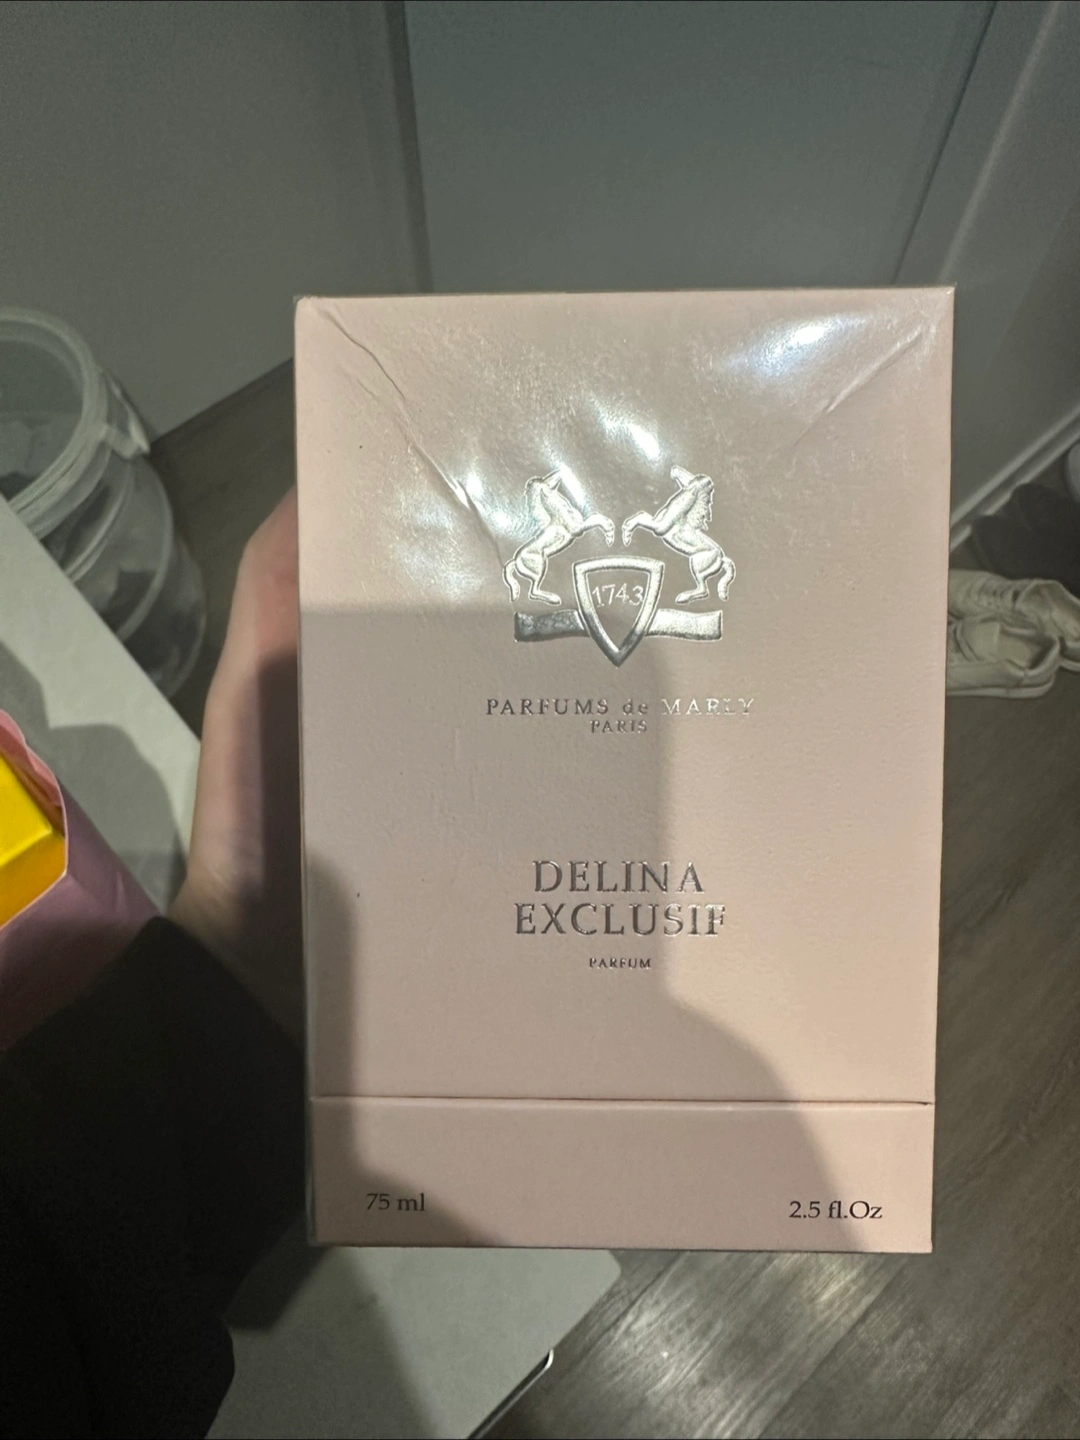 1743
PARFUMS de MARLY
PARIS
DELINA
EXCLUSIF
PARFUM
75 ml
2.5 fl.Oz